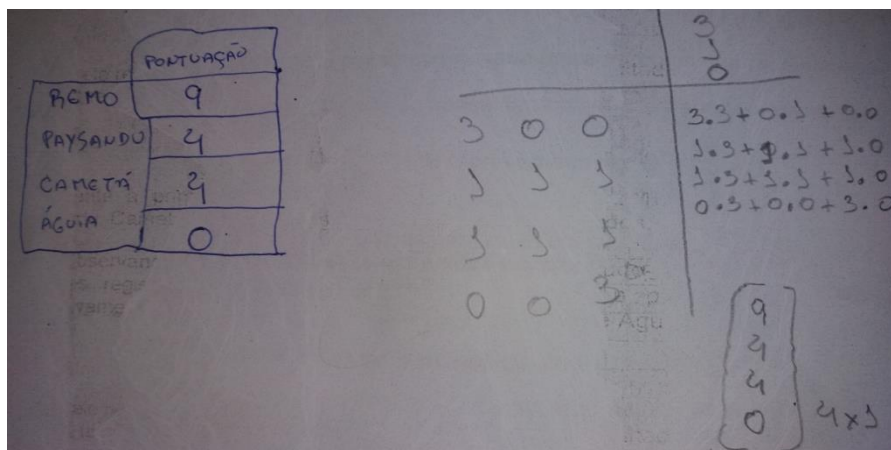 PONTUAÇÃO
REMO 9
PAYSANDU 4
CAMETÁ 4
ÁGUIA 0
3
1
0
3 0 0 3.3+0.1+0.0
1 1 1 1.3+1.1+1.0
1 1 1 1.3+1.1+1.0
0 0 3 0.3+0.0+3.0
9
4
4
0 4x1